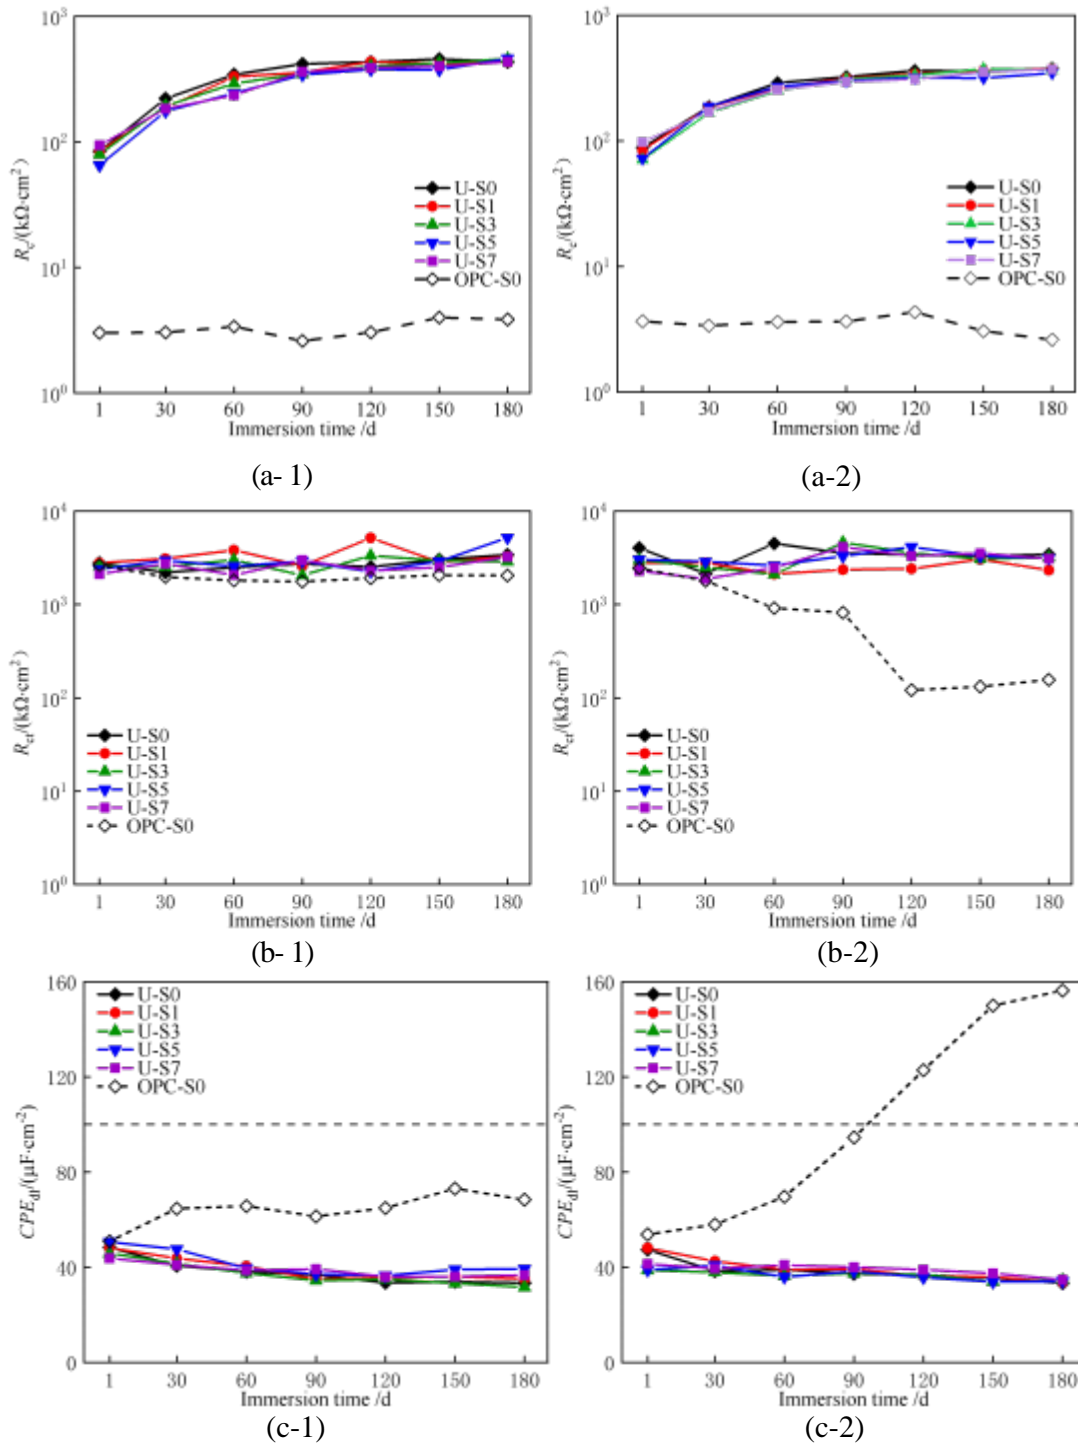 10³
10²
10¹
10⁰
R_c/(kΩ·cm²)
U-S0
U-S1
U-S3
U-S5
U-S7
OPC-S0
1 30 60 90 120 150 180
Immersion time /d
(a- 1)
10³
10²
10¹
10⁰
R_c/(kΩ·cm²)
U-S0
U-S1
U-S3
U-S5
U-S7
OPC-S0
1 30 60 90 120 150 180
Immersion time /d
(a-2)
10⁴
10³
10²
10¹
10⁰
R_ct/(kΩ·cm²)
U-S0
U-S1
U-S3
U-S5
U-S7
OPC-S0
1 30 60 90 120 150 180
Immersion time /d
(b- 1)
10⁴
10³
10²
10¹
10⁰
R_ct/(kΩ·cm²)
U-S0
U-S1
U-S3
U-S5
U-S7
OPC-S0
1 30 60 90 120 150 180
Immersion time /d
(b-2)
160
120
80
40
0
CPE_dl/(μF·cm⁻²)
U-S0
U-S1
U-S3
U-S5
U-S7
OPC-S0
1 30 60 90 120 150 180
Immersion time /d
(c-1)
160
120
80
40
0
CPE_dl/(μF·cm⁻²)
U-S0
U-S1
U-S3
U-S5
U-S7
OPC-S0
1 30 60 90 120 150 180
Immersion time /d
(c-2)